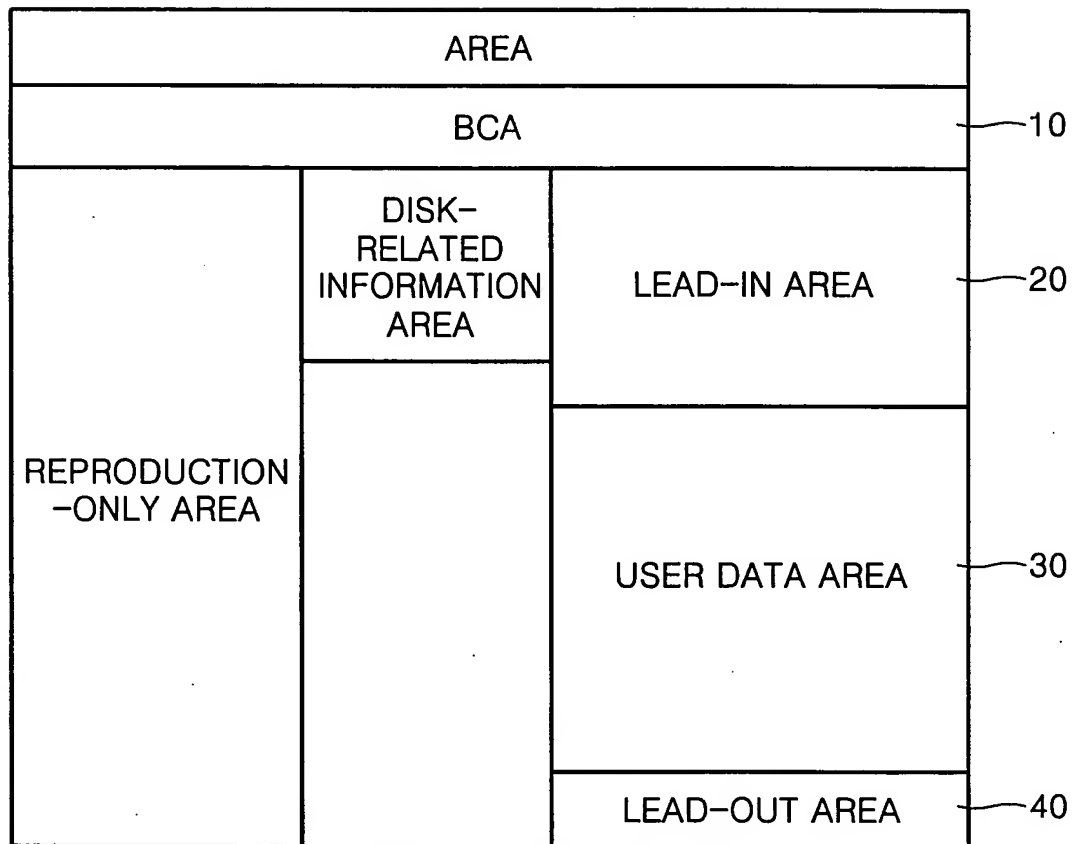 AREA
BCA
10
DISK-
RELATED
INFORMATION
AREA
LEAD-IN AREA
20
REPRODUCTION
-ONLY AREA
USER DATA AREA
30
LEAD-OUT AREA
40